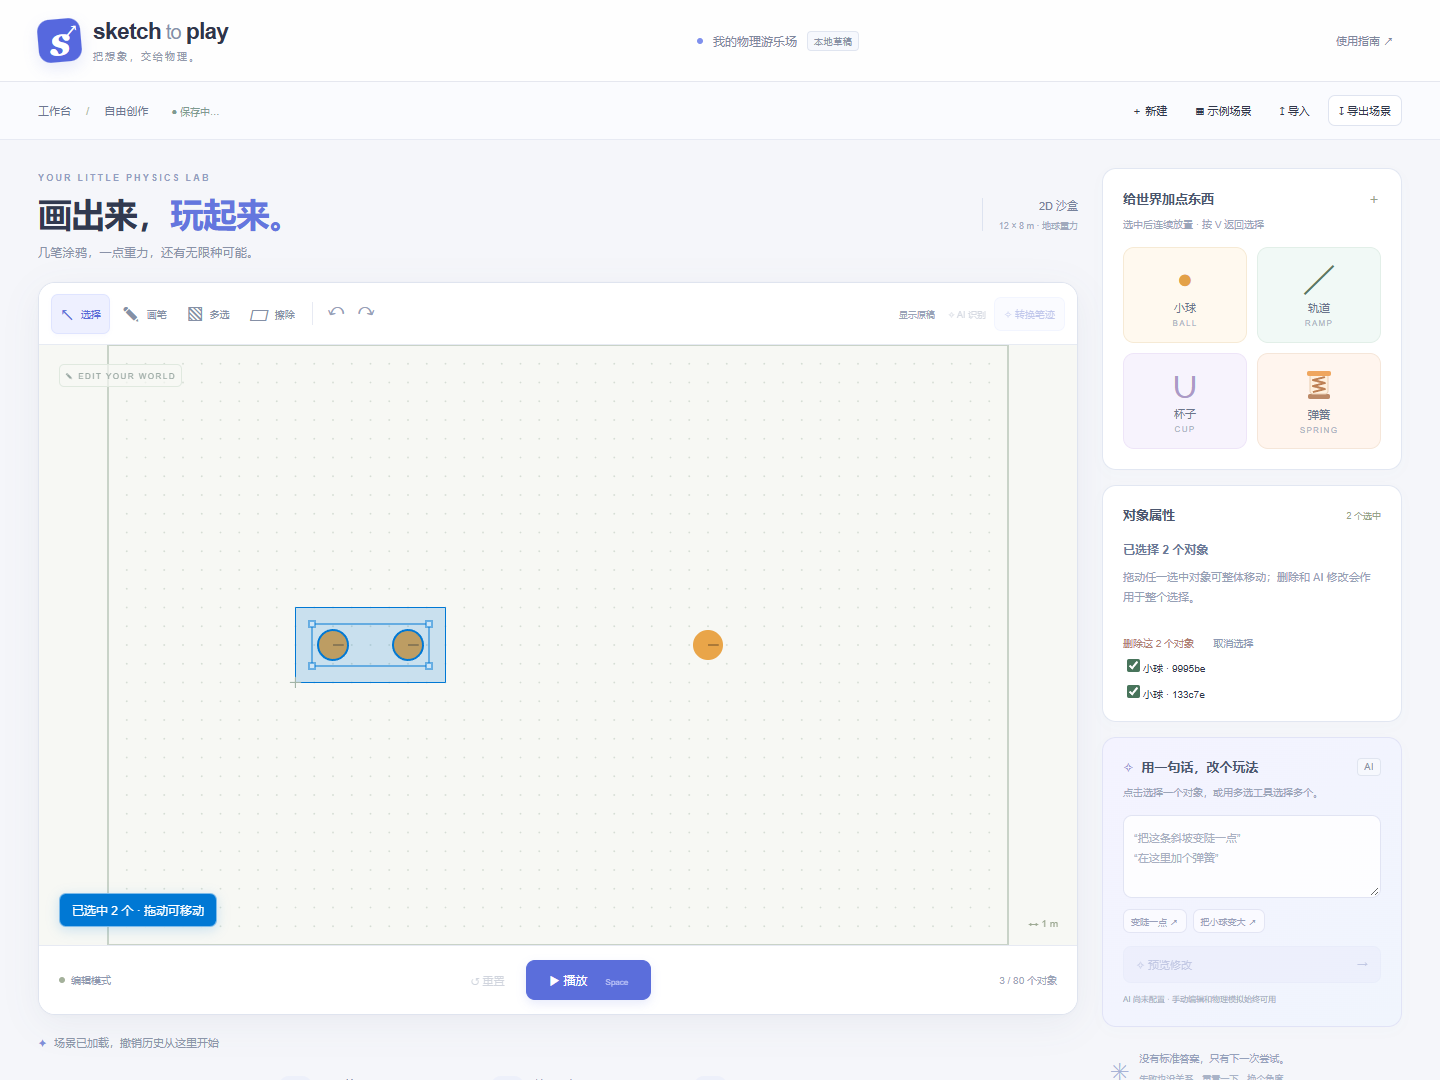 sketch to play
把想象，交给物理。
我的物理游乐场 本地草稿
使用指南 ↗
工作台 / 自由创作 保存中...
+ 新建 示例场景 导入 导出场景
YOUR LITTLE PHYSICS LAB
画出来，玩起来。
几笔涂鸦，一点重力，还有无限种可能。
2D 沙盒
12 × 8 m · 地球重力
选择 画笔 多选 擦除
显示原稿 AI 识别 转换笔迹
EDIT YOUR WORLD
已选中 2 个 · 拖动可移动
↔ 1 m
编辑模式
重置
播放 Space
3 / 80 个对象
场景已加载，撤销历史从这里开始
给世界加点东西 +
选中后连续放置 · 按 V 返回选择
小球
BALL
轨道
RAMP
杯子
CUP
弹簧
SPRING
对象属性 2 个选中
已选择 2 个对象
拖动任一选中对象可整体移动；删除和 AI 修改会作
用于整个选择。
删除这 2 个对象 取消选择
小球 · 9995be
小球 · 133c7e
用一句话，改个玩法 AI
点击选择一个对象，或用多选工具选择多个。
“把这条斜坡变陡一点”
“在这里加个弹簧”
变陡一点 ↗ 把小球变大 ↗
预览修改 →
AI 尚未配置 · 手动编辑和物理模拟始终可用
没有标准答案，只有下一次尝试。